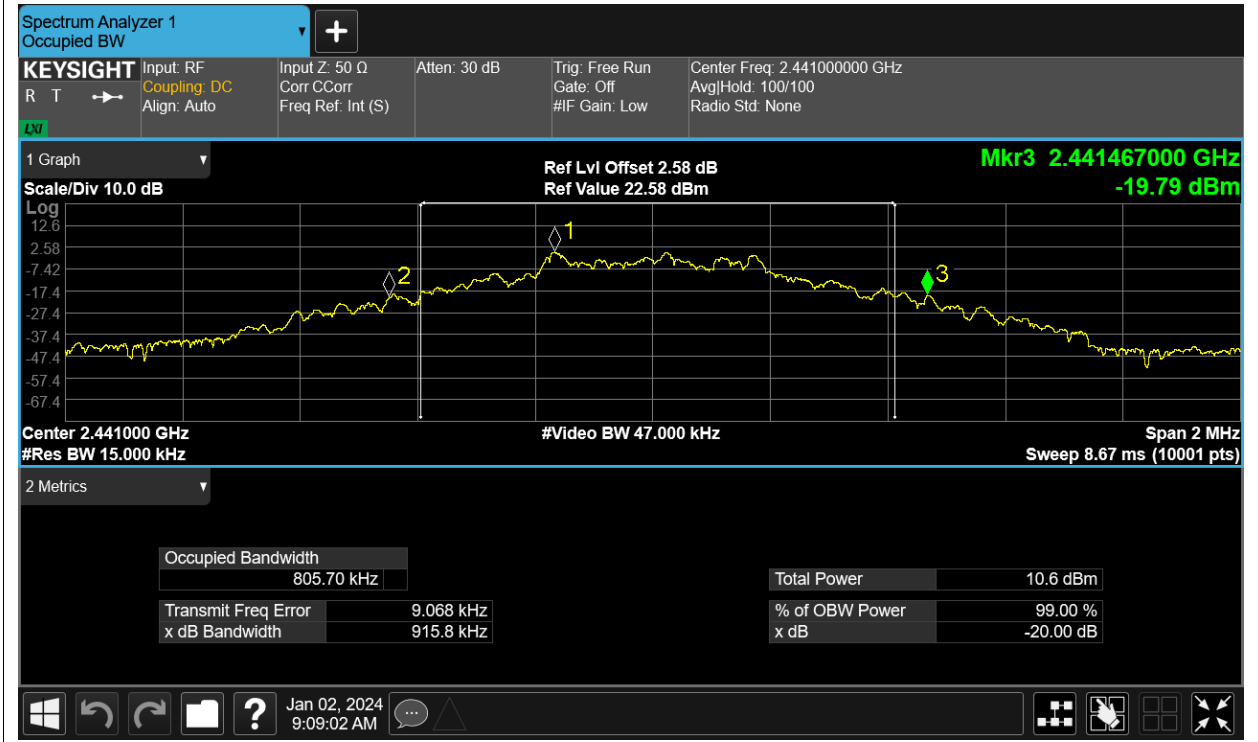 Spectrum Analyzer 1
Occupied BW
KEYSIGHT Input: RF Input Z: 50 Ω Atten: 30 dB Trig: Free Run Center Freq: 2.441000000 GHz
R T Coupling: DC Corr CCorr Gate: Off Avg|Hold: 100/100
Align: Auto Freq Ref: Int (S) #IF Gain: Low Radio Std: None
LXI
1 Graph Ref Lvl Offset 2.58 dB Mkr3 2.441467000 GHz
Scale/Div 10.0 dB Ref Value 22.58 dBm -19.79 dBm
Log
12.6
2.58
-7.42
-17.4
-27.4
-37.4
-47.4
-57.4
-67.4
1
2
3
Center 2.441000 GHz #Video BW 47.000 kHz Span 2 MHz
#Res BW 15.000 kHz Sweep 8.67 ms (10001 pts)
2 Metrics
Occupied Bandwidth
805.70 kHz Total Power 10.6 dBm
Transmit Freq Error 9.068 kHz % of OBW Power 99.00 %
x dB Bandwidth 915.8 kHz x dB -20.00 dB
Jan 02, 2024
9:09:02 AM